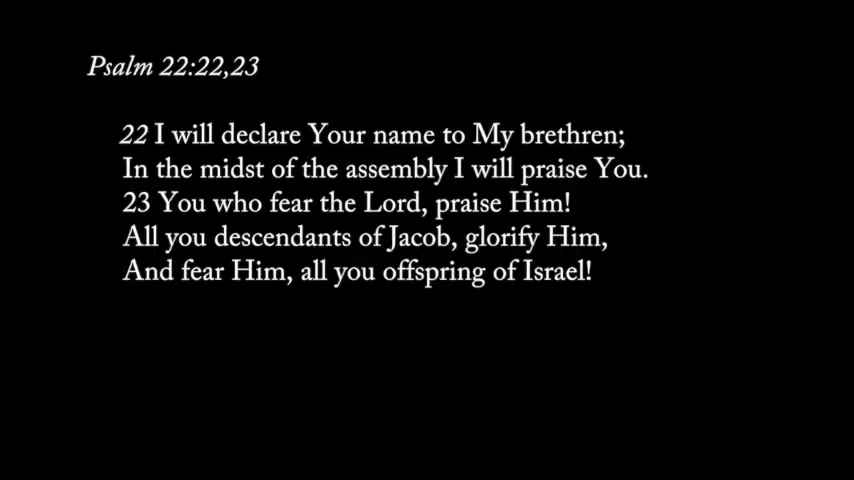 Psalm 22:22,23
22 I will declare Your name to My brethren;
In the midst of the assembly I will praise You.
23 You who fear the Lord, praise Him!
All you descendants of Jacob, glorify Him,
And fear Him, all you offspring of Israel!